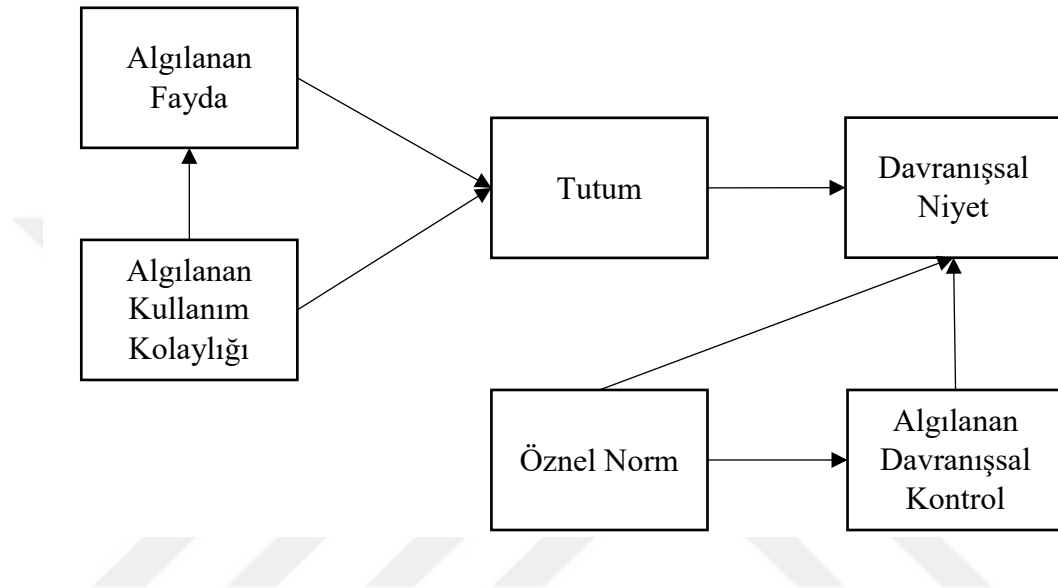 Algılanan
Fayda
Tutum
Davranışsal
Niyet
Algılanan
Kullanım
Kolaylığı
Öznel Norm
Algılanan
Davranışsal
Kontrol